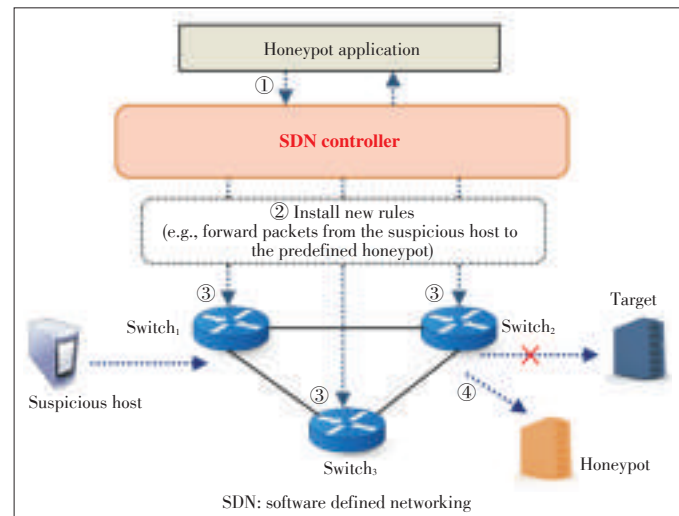 Honeypot application
①
SDN controller
② Install new rules
(e.g., forward packets from the suspicious host to
the predefined honeypot)
③
③
Target
Switch₁
Switch₂
③
④
Suspicious host
Switch₃
Honeypot
SDN: software defined networking